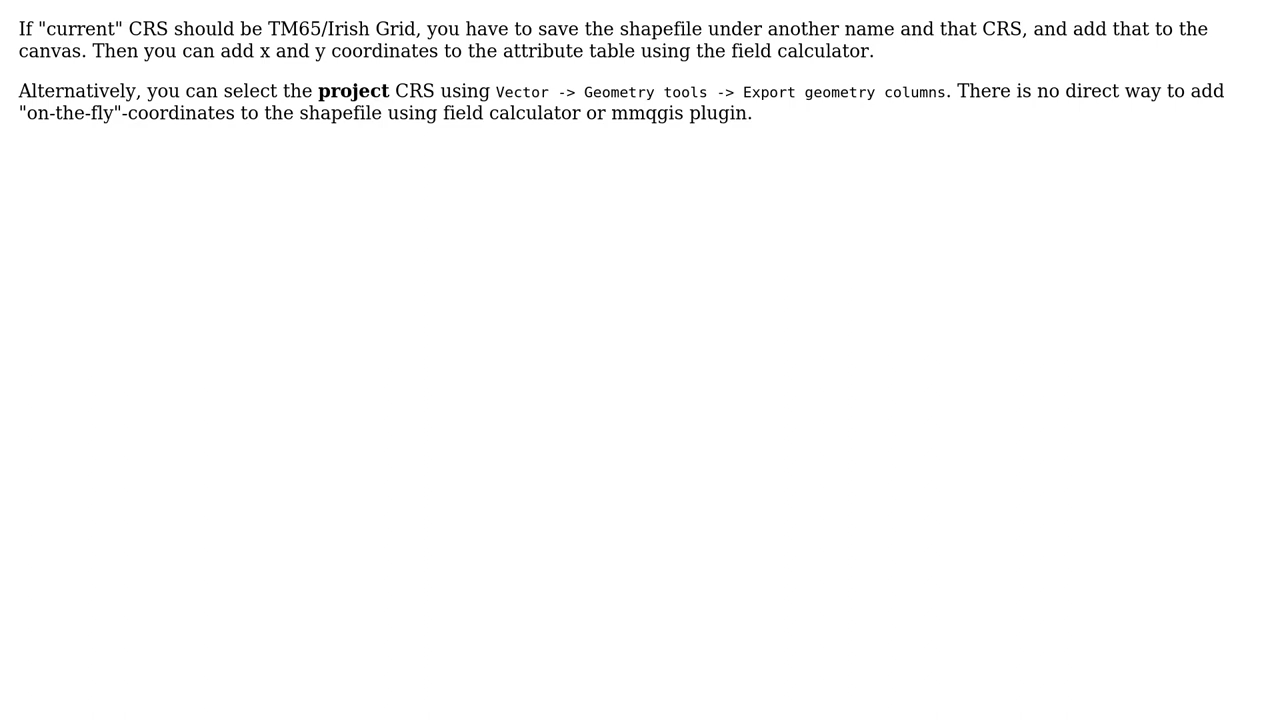 If "current" CRS should be TM65/Irish Grid, you have to save the shapefile under another name and that CRS, and add that to the
canvas. Then you can add x and y coordinates to the attribute table using the field calculator.
Alternatively, you can select the project CRS using Vector -> Geometry tools -> Export geometry columns. There is no direct way to add
"on-the-fly"-coordinates to the shapefile using field calculator or mmqgis plugin.